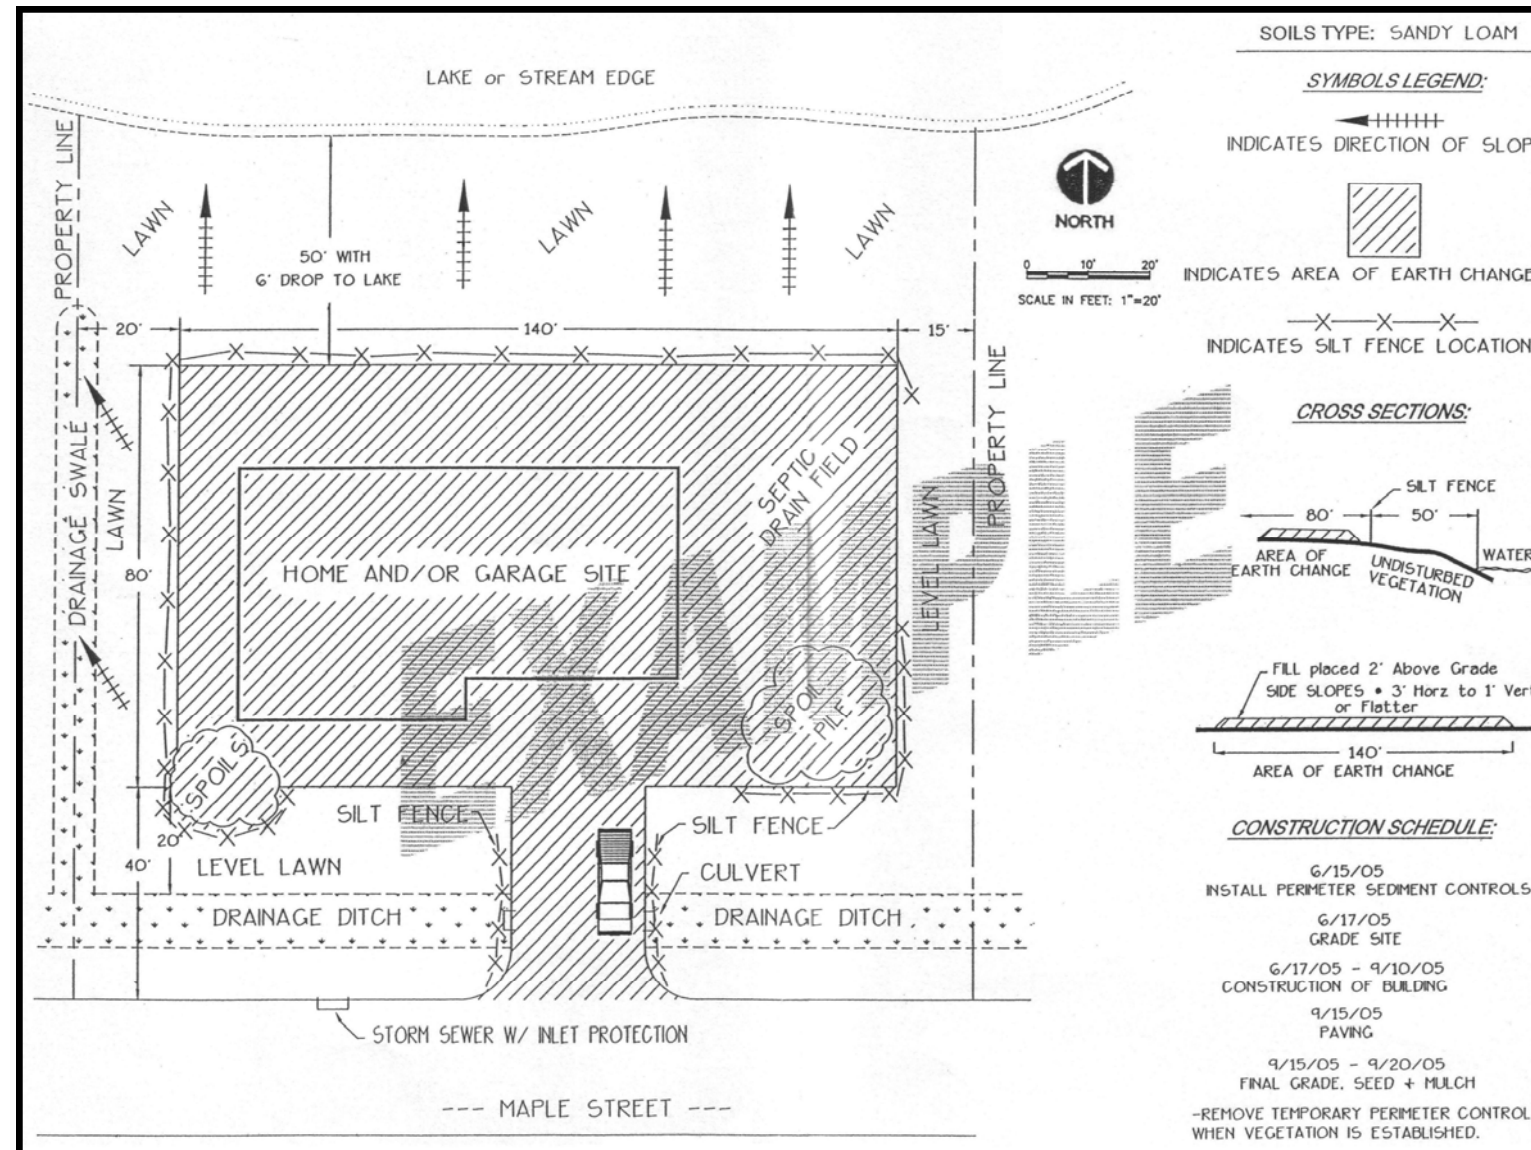 LAKE or STREAM EDGE
PROPERTY LINE
LAWN
LAWN
LAWN
50' WITH
6' DROP TO LAKE
20'
140'
15'
NORTH
0 10' 20'
SCALE IN FEET: 1"=20'
DRAINAGE SWALE
LAWN
80'
HOME AND/OR GARAGE SITE
SEPTIC
DRAIN FIELD
LEVEL LAWN
PROPERTY LINE
EXAMPLE
SPOILS
SPOIL
PILE
SILT FENCE
SILT FENCE
20'
40'
LEVEL LAWN
CULVERT
DRAINAGE DITCH
DRAINAGE DITCH
STORM SEWER W/ INLET PROTECTION
--- MAPLE STREET ---
SOILS TYPE: SANDY LOAM
SYMBOLS LEGEND:
INDICATES DIRECTION OF SLOP
INDICATES AREA OF EARTH CHANGE
INDICATES SILT FENCE LOCATION
CROSS SECTIONS:
SILT FENCE
80'
50'
AREA OF
EARTH CHANGE
UNDISTURBED
VEGETATION
WATER
FILL placed 2' Above Grade
SIDE SLOPES • 3' Horz to 1' Ver
or Flatter
140'
AREA OF EARTH CHANGE
CONSTRUCTION SCHEDULE:
6/15/05
INSTALL PERIMETER SEDIMENT CONTROLS
6/17/05
GRADE SITE
6/17/05 - 9/10/05
CONSTRUCTION OF BUILDING
9/15/05
PAVING
9/15/05 - 9/20/05
FINAL GRADE, SEED + MULCH
-REMOVE TEMPORARY PERIMETER CONTROL
WHEN VEGETATION IS ESTABLISHED.